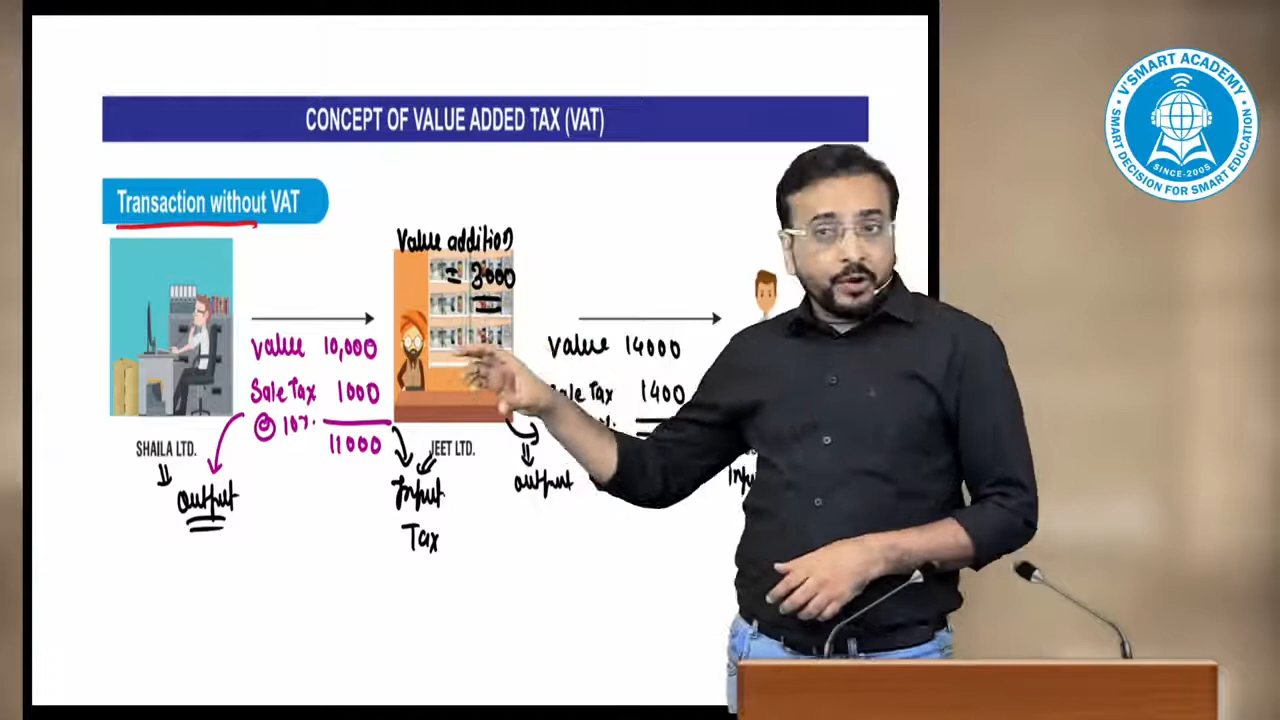 CONCEPT OF VALUE ADDED TAX (VAT)
Transaction without VAT
Value addition
= 3000
Value 10,000
Sale Tax 1000
@ 10%.
11000
Value 14000
Sale Tax 1400
SHAILA LTD.
JEET LTD.
output
Input
Tax
output
V'SMART ACADEMY
SINCE-2005
SMART DECISION FOR SMART EDUCATION